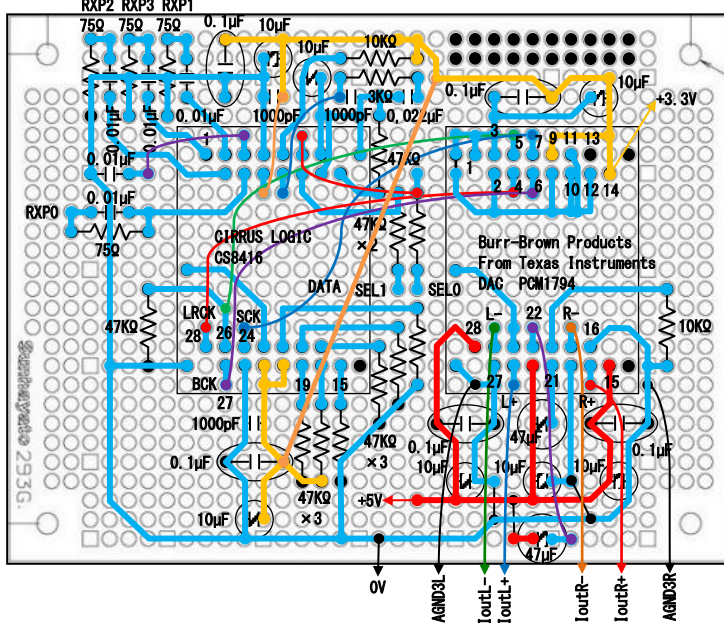 RXP2 RXP3 RXP1
75Ω 75Ω 75Ω
0.1μF
10μF
10μF
10KΩ
3KΩ
0.01μF
0.01μF
0.01μF
1000pF
1000pF
0.022μF
0.1μF
10μF
+3.3V
1
3
5
7
9
11
13
1
47KΩ
0.01μF
0.01μF
2
4
6
10
12
14
RXP0
75Ω
47KΩ
×2
CIRRUS LOGIC
CS8416
Burr-Brown Products
From Texas Instruments
DAC PCM1794
DATA
SEL1
SEL0
LRCK
SCK
28
26
24
47KΩ
L-
22
R-
28
16
10KΩ
BCK
27
19
15
27
L+
21
R+
15
1000pF
0.1μF
10μF
47KΩ
×3
47KΩ
×3
0.1μF
47μF
0.1μF
10μF
10μF
10μF
+5V
47μF
Sunhayato 293G.
0V
AGND3L
IoutL-
IoutL+
IoutR-
IoutR+
AGND3R